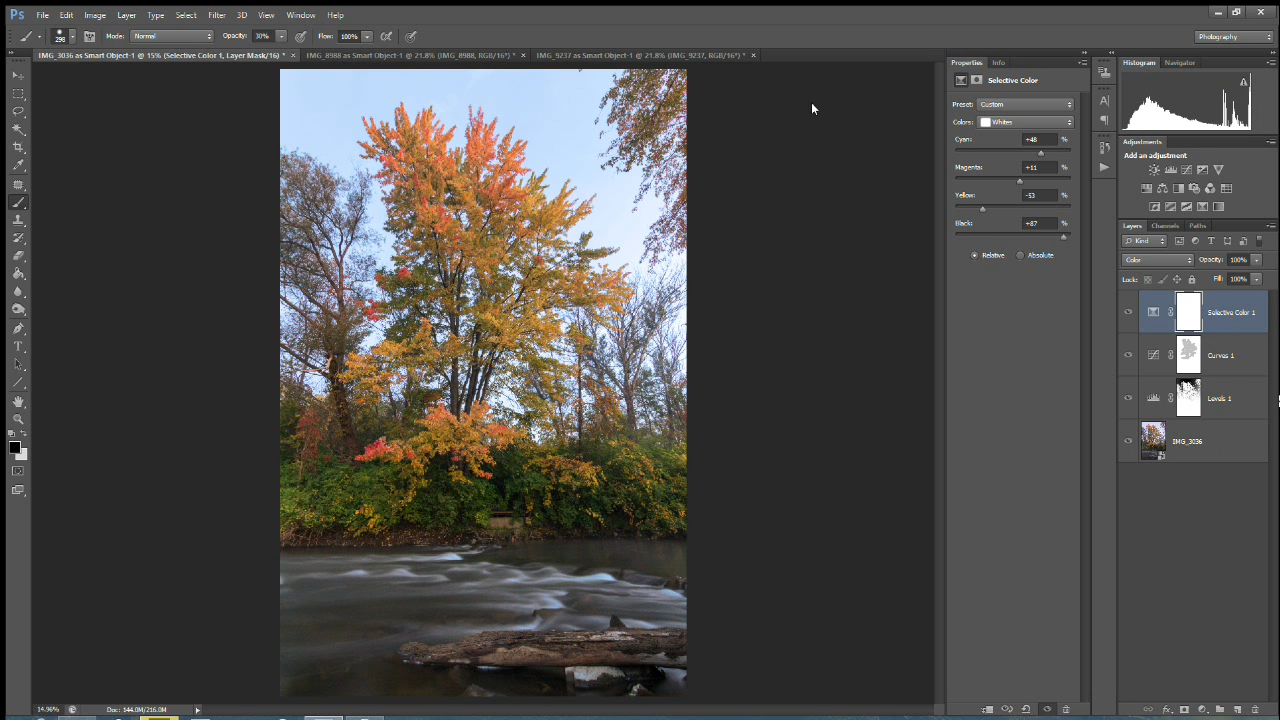 Ps File Edit Image Layer Type Select Filter 3D View Window Help
298 Mode: Normal Opacity: 30% Flow: 100% Photography
IMG_3036 as Smart Object-1 @ 15% (Selective Color 1, Layer Mask/16) * × IMG_8988 as Smart Object-1 @ 21.8% (IMG_8988, RGB/16*) * × IMG_9237 as Smart Object-1 @ 21.8% (IMG_9237, RGB/16*) * ×
Properties Info
Selective Color
Preset: Custom
Colors: Whites
Cyan: +48 %
Magenta: +11 %
Yellow: -53 %
Black: +87 %
Relative Absolute
Histogram Navigator
Adjustments
Add an adjustment
Layers Channels Paths
Kind
Color Opacity: 100%
Lock: Fill: 100%
Selective Color 1
Curves 1
Levels 1
IMG_3036
14.96% Doc: 144.0M/216.0M